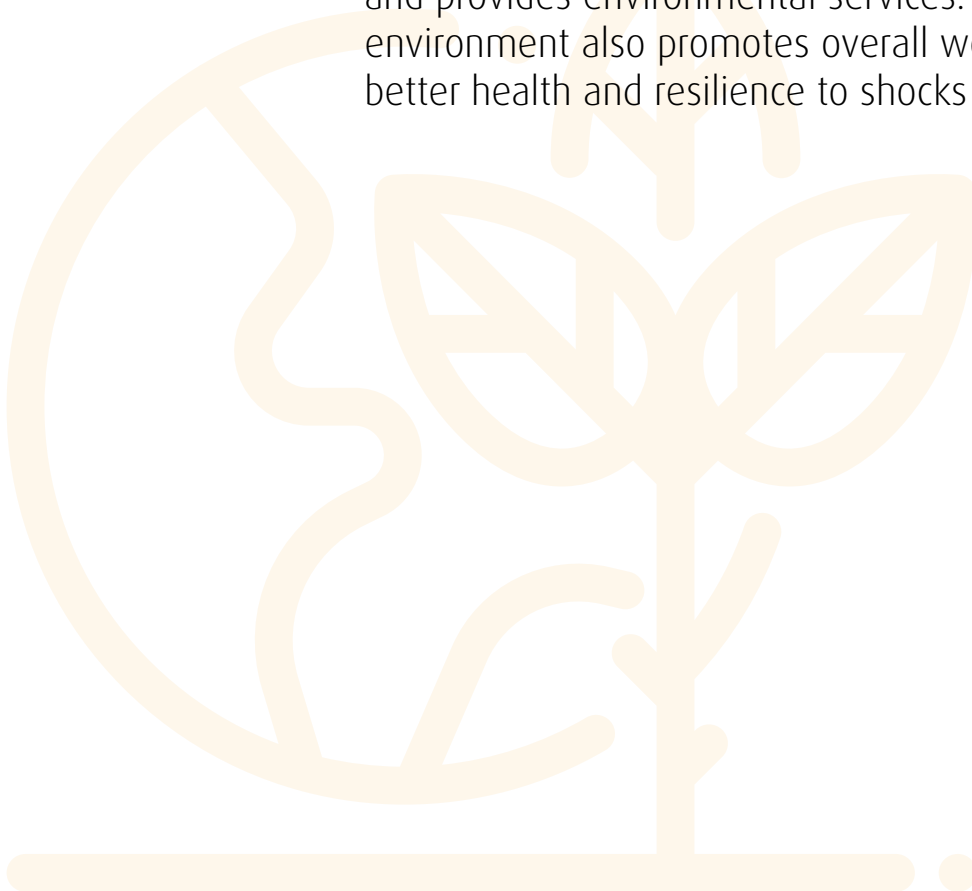 and provides environmental services.
environment also promotes overall w
better health and resilience to shocks